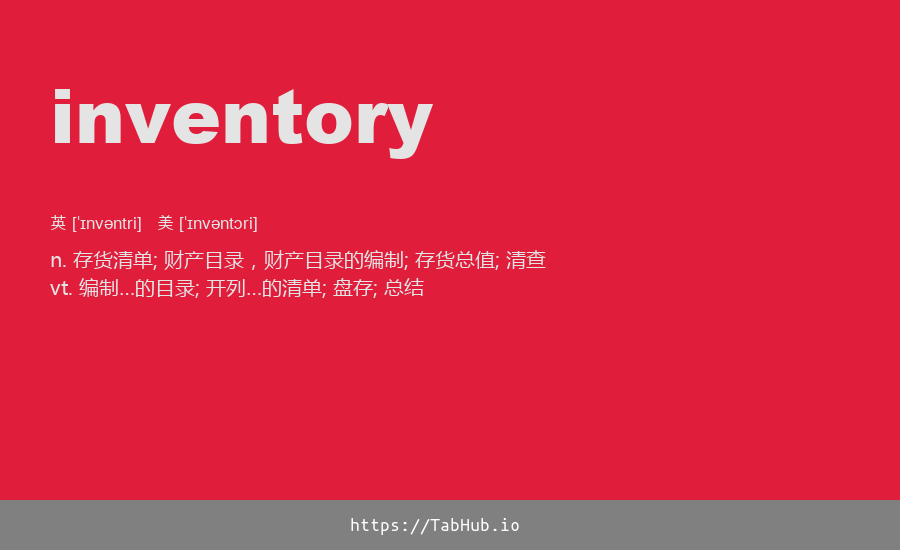 inventory
英 [ˈɪnvəntri] 美 [ˈɪnvəntɔri]
n. 存货清单; 财产目录，财产目录的编制; 存货总值; 清查
vt. 编制…的目录; 开列…的清单; 盘存; 总结
https://TabHub.io